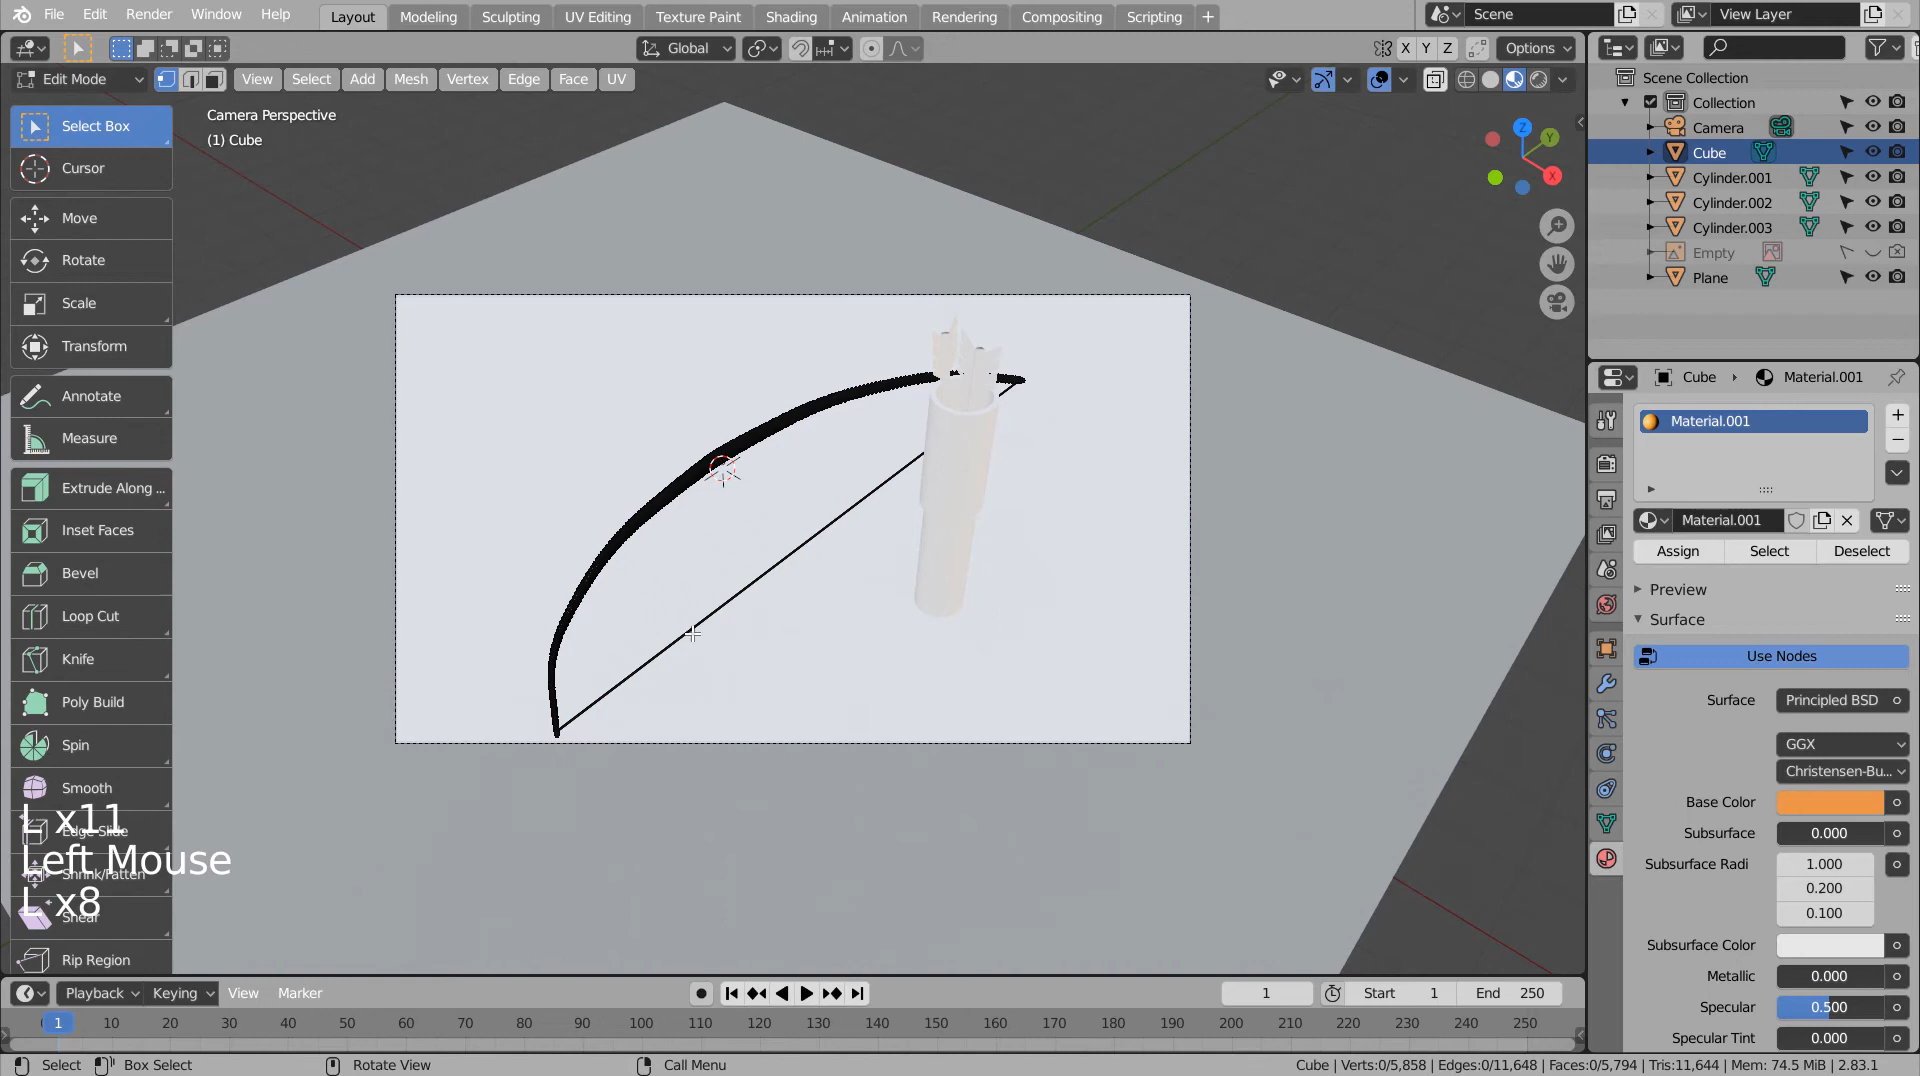 File Edit Render Window Help Layout Modeling Sculpting UV Editing Texture Paint Shading Animation Rendering Compositing Scripting + Scene View Layer
Global X Y Z Options
Edit Mode View Select Add Mesh Vertex Edge Face UV
Camera Perspective
(1) Cube
Select Box
Cursor
Move
Rotate
Scale
Transform
Annotate
Measure
Extrude Along ...
Inset Faces
Bevel
Loop Cut
Knife
Poly Build
Spin
Smooth
Edge Slide
Shrink/Fatten
Shear
Rip Region
L x11
Left Mouse
L x8
Z
Y
X
Scene Collection
Collection
Camera
Cube
Cylinder.001
Cylinder.002
Cylinder.003
Empty
Plane
Cube Material.001
Material.001
Material.001
Assign Select Deselect
Preview
Surface
Use Nodes
Surface Principled BSD
GGX
Christensen-Bu...
Base Color
Subsurface 0.000
Subsurface Radi 1.000
0.200
0.100
Subsurface Color
Metallic 0.000
Specular 0.500
Specular Tint 0.000
Playback Keying View Marker 1 Start 1 End 250
1 10 20 30 40 50 60 70 80 90 100 110 120 130 140 150 160 170 180 190 200 210 220 230 240 250
Select Box Select Rotate View Call Menu Cube | Verts:0/5,858 | Edges:0/11,648 | Faces:0/5,794 | Tris:11,644 | Mem: 74.5 MiB | 2.83.1